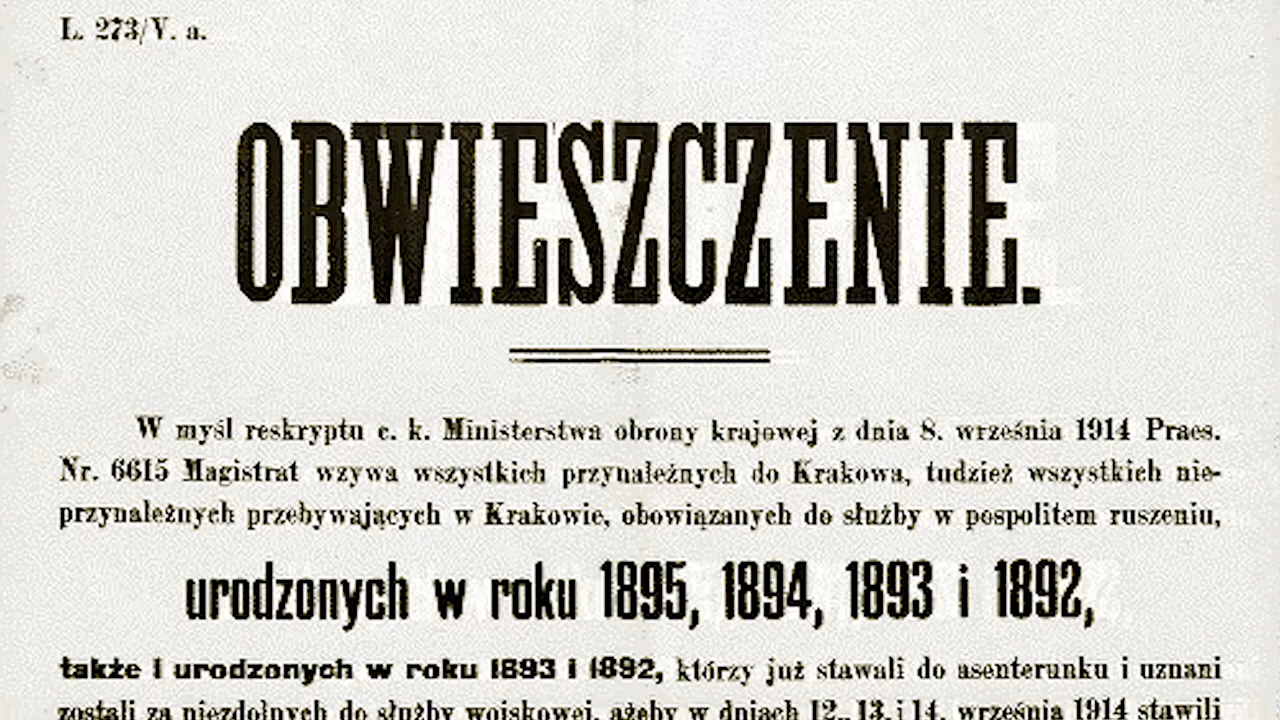 L. 273/V. a.
OBWIESZCZENIE.
W myśl reskryptu c. k. Ministerstwa obrony krajowej z dnia 8. września 1914 Praes.
Nr. 6615 Magistrat wzywa wszystkich przynależnych do Krakowa, tudzież wszystkich nie-
przynależnych przebywających w Krakowie, obowiązanych do służby w pospolitem ruszeniu,
urodzonych w roku 1895, 1894, 1893 i 1892,
także i urodzonych w roku 1893 i 1892, którzy już stawali do asenterunku i uznani
zostali za niezdolnych do służby wojskowej, ażeby w dniach 12., 13. i 14. września 1914 stawili